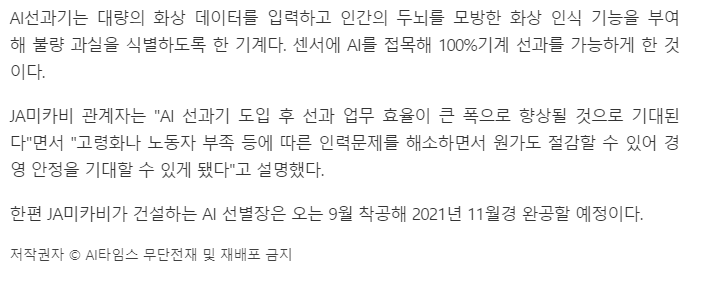 AI선과기는 대량의 화상 데이터를 입력하고 인간의 두뇌를 모방한 화상 인식 기능을 부여
해 불량 과실을 식별하도록 한 기계다. 센서에 AI를 접목해 100%기계 선과를 가능하게 한 것
이다.
JA미카비 관계자는 "AI 선과기 도입 후 선과 업무 효율이 큰 폭으로 향상될 것으로 기대된
다"면서 "고령화나 노동자 부족 등에 따른 인력문제를 해소하면서 원가도 절감할 수 있어 경
영 안정을 기대할 수 있게 됐다"고 설명했다.
한편 JA미카비가 건설하는 AI 선별장은 오는 9월 착공해 2021년 11월경 완공할 예정이다.
저작권자 © AI타임스 무단전재 및 재배포 금지